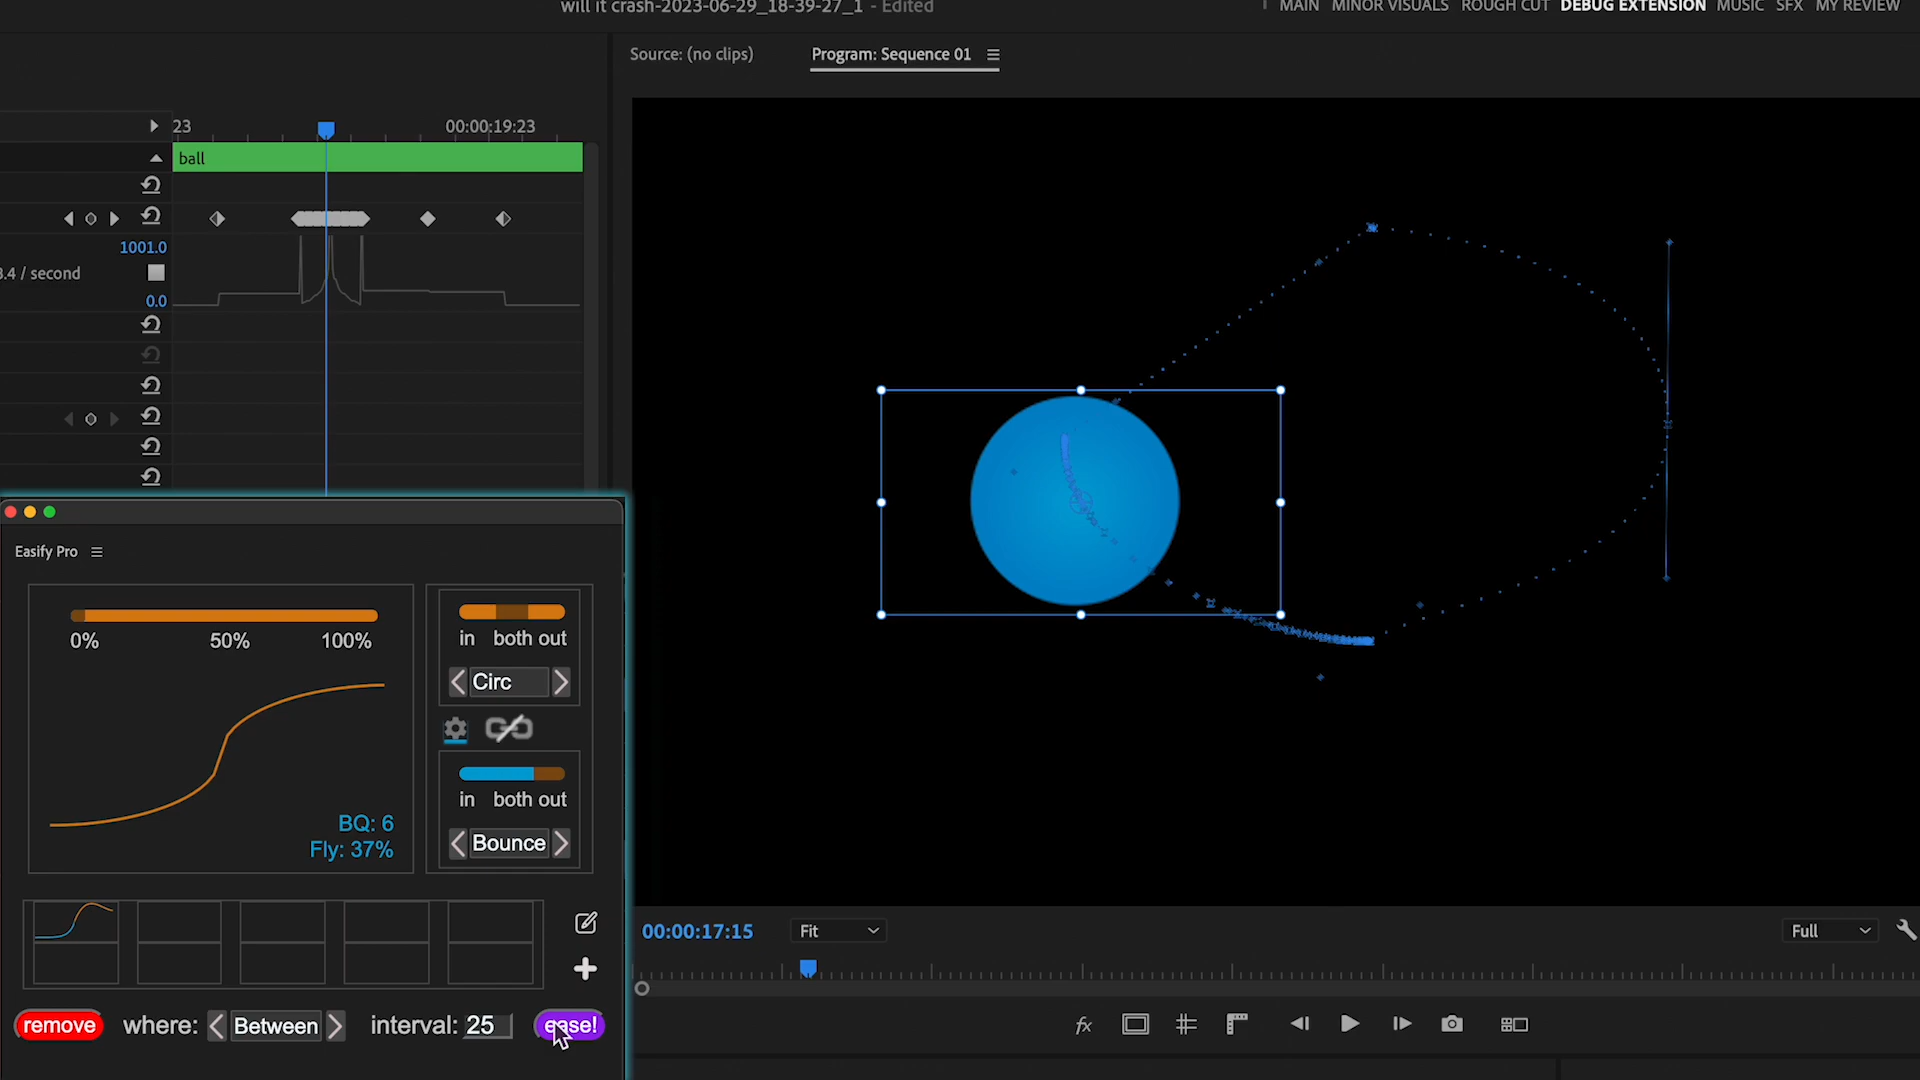 will it crash-2023-06-29_18-39-27_1 - Edited
MAIN MINOR VISUALS ROUGH CUT DEBUG EXTENSION MUSIC SFX MY REVIEW
Source: (no clips)
Program: Sequence 01
23
00:00:19:23
ball
1001.0
3.4 / second
0.0
Easify Pro
0% 50% 100%
in both out
Circ
in both out
Bounce
BQ: 6
Fly: 37%
remove where: Between interval: 25 ease!
00:00:17:15
Fit
Full
fx